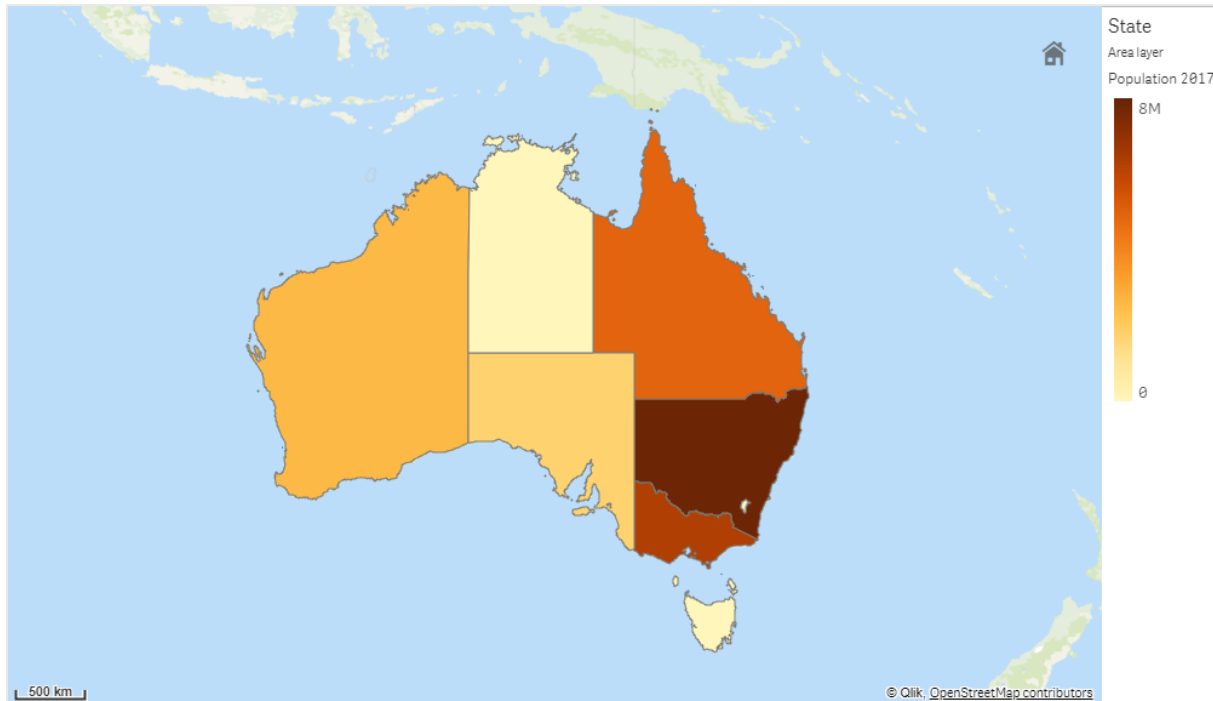 State
Area layer
Population 2017
8M
0
500 km
© Qlik, OpenStreetMap contributors